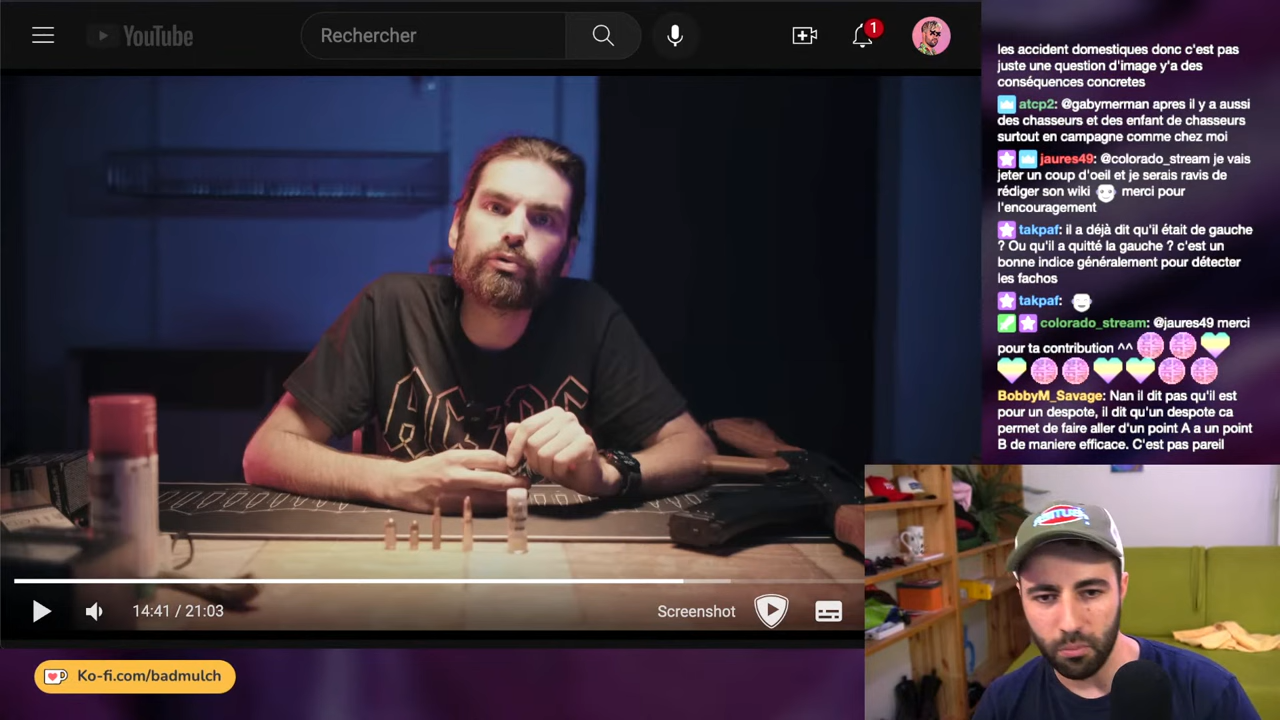 YouTube
Rechercher
1
les accident domestiques donc c'est pas
juste une question d'image y'a des
conséquences concretes
atcp2: @gabymerman apres il y a aussi
des chasseurs et des enfant de chasseurs
surtout en campagne comme chez moi
jaures49: @colorado_stream je vais
jeter un coup d'oeil et je serais ravis de
rédiger son wiki merci pour
l'encouragement
takpaf: il a déjà dit qu'il était de gauche
? Ou qu'il a quitté la gauche ? c'est un
bonne indice généralement pour détecter
les fachos
takpaf:
colorado_stream: @jaures49 merci
pour ta contribution ^^
BobbyM_Savage: Nan il dit pas qu'il est
pour un despote, il dit qu'un despote ca
permet de faire aller d'un point A a un point
B de maniere efficace. C'est pas pareil
AC DC
14:41 / 21:03
Screenshot
Ko-fi.com/badmulch